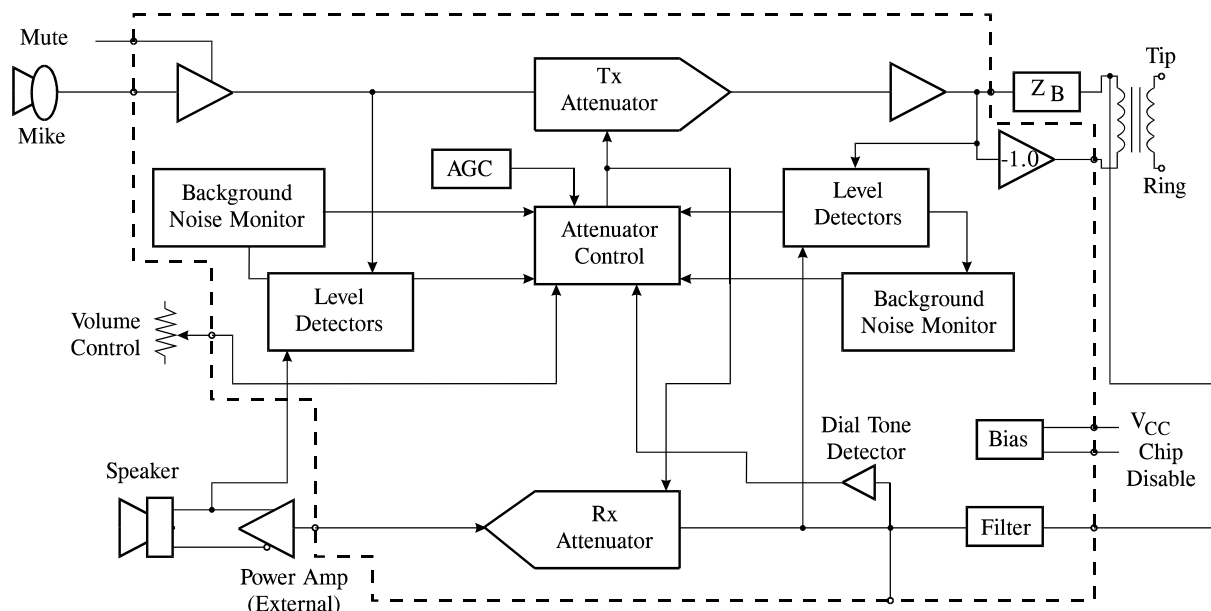 Mute
Mike
Tx
Attenuator
Z B
Tip
-1.0
Ring
AGC
Background
Noise Monitor
Level
Detectors
Attenuator
Control
Level
Detectors
Background
Noise Monitor
Volume
Control
Dial Tone
Detector
Bias
VCC
Chip
Disable
Speaker
Rx
Attenuator
Filter
Power Amp
(External)